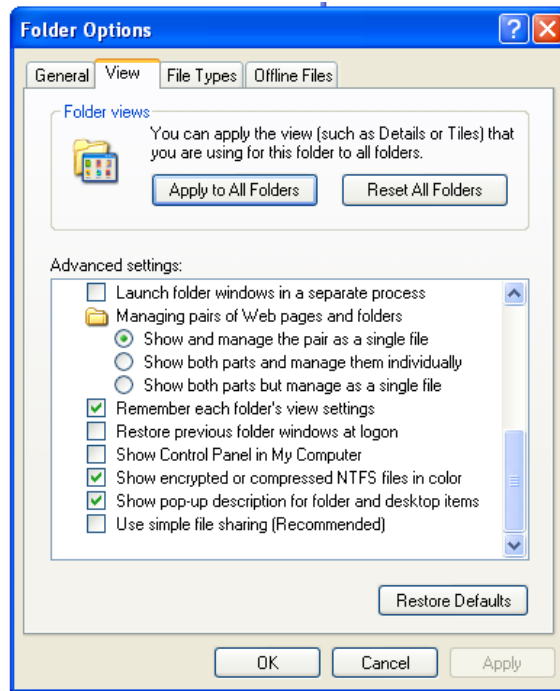 Folder Options
General View File Types Offline Files
Folder views
You can apply the view (such as Details or Tiles) that
you are using for this folder to all folders.
Apply to All Folders Reset All Folders
Advanced settings:
Launch folder windows in a separate process
Managing pairs of Web pages and folders
Show and manage the pair as a single file
Show both parts and manage them individually
Show both parts but manage as a single file
Remember each folder's view settings
Restore previous folder windows at logon
Show Control Panel in My Computer
Show encrypted or compressed NTFS files in color
Show pop-up description for folder and desktop items
Use simple file sharing (Recommended)
Restore Defaults
OK Cancel Apply